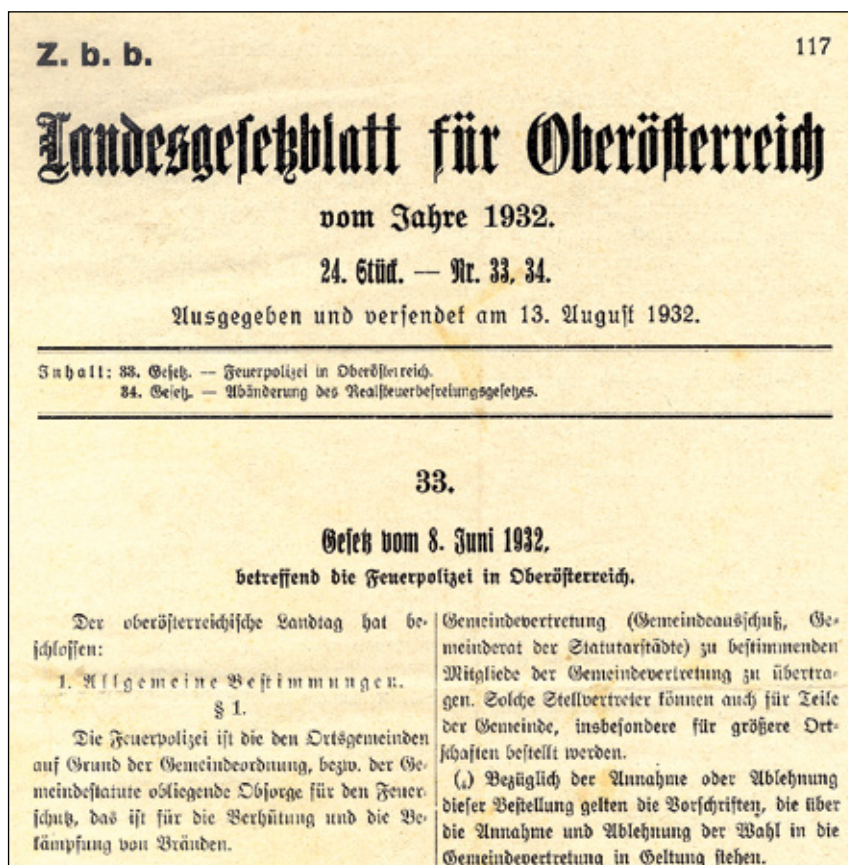 Z. b. b.
117
Landesgesetzblatt für Oberösterreich
vom Jahre 1932.
24. Stück. — Nr. 33, 34.
Ausgegeben und versendet am 13. August 1932.
Inhalt: 33. Gesetz. — Feuerpolizei in Oberösterreich.
34. Gesetz. — Abänderung des Realsteuerbefreiungsgesetzes.
33.
Gesetz vom 8. Juni 1932,
betreffend die Feuerpolizei in Oberösterreich.
Der oberösterreichische Landtag hat be-
schlossen:
1. Allgemeine Bestimmungen.
§ 1.
Die Feuerpolizei ist die den Ortsgemeinden
auf Grund der Gemeindeordnung, bezw. der Ge-
meindestatute obliegende Obsorge für den Feuer-
schutz, das ist für die Verhütung und die Be-
kämpfung von Bränden.
Gemeindevertretung (Gemeindeausschuß, Ge-
meinderat der Statutarstädte) zu bestimmenden
Mitgliede der Gemeindevertretung zu übertra-
gen. Solche Stellvertreter können auch für Teile
der Gemeinde, insbesondere für größere Ort-
schaften bestellt werden.
Bezüglich der Annahme oder Ablehnung
dieser Bestellung gelten die Vorschriften, die über
die Annahme und Ablehnung der Wahl in die
Gemeindevertretung in Geltung stehen.